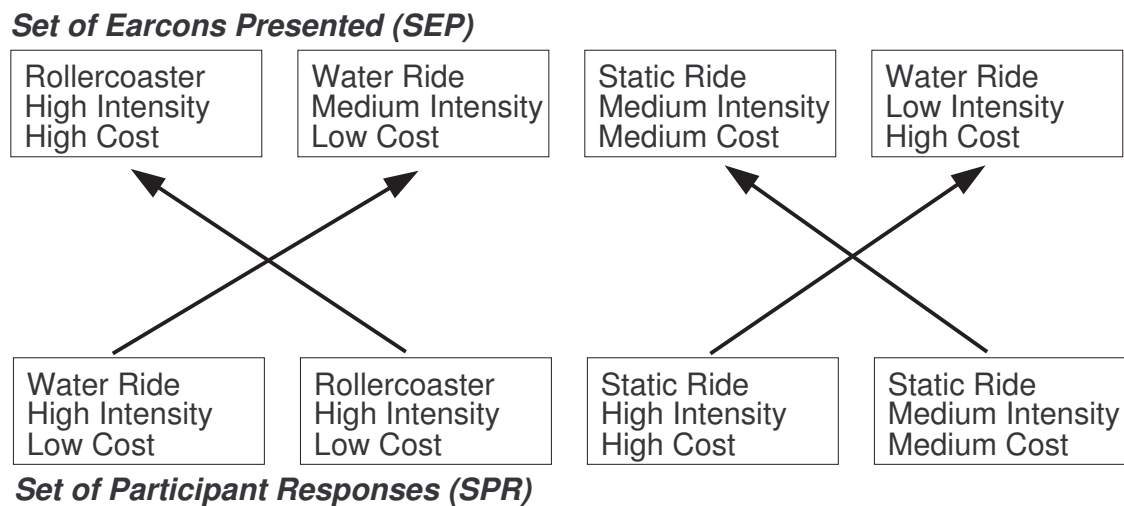 Set of Earcons Presented (SEP)
Rollercoaster
High Intensity
High Cost
Water Ride
Medium Intensity
Low Cost
Static Ride
Medium Intensity
Medium Cost
Water Ride
Low Intensity
High Cost
Water Ride
High Intensity
Low Cost
Rollercoaster
High Intensity
Low Cost
Static Ride
High Intensity
High Cost
Static Ride
Medium Intensity
Medium Cost
Set of Participant Responses (SPR)